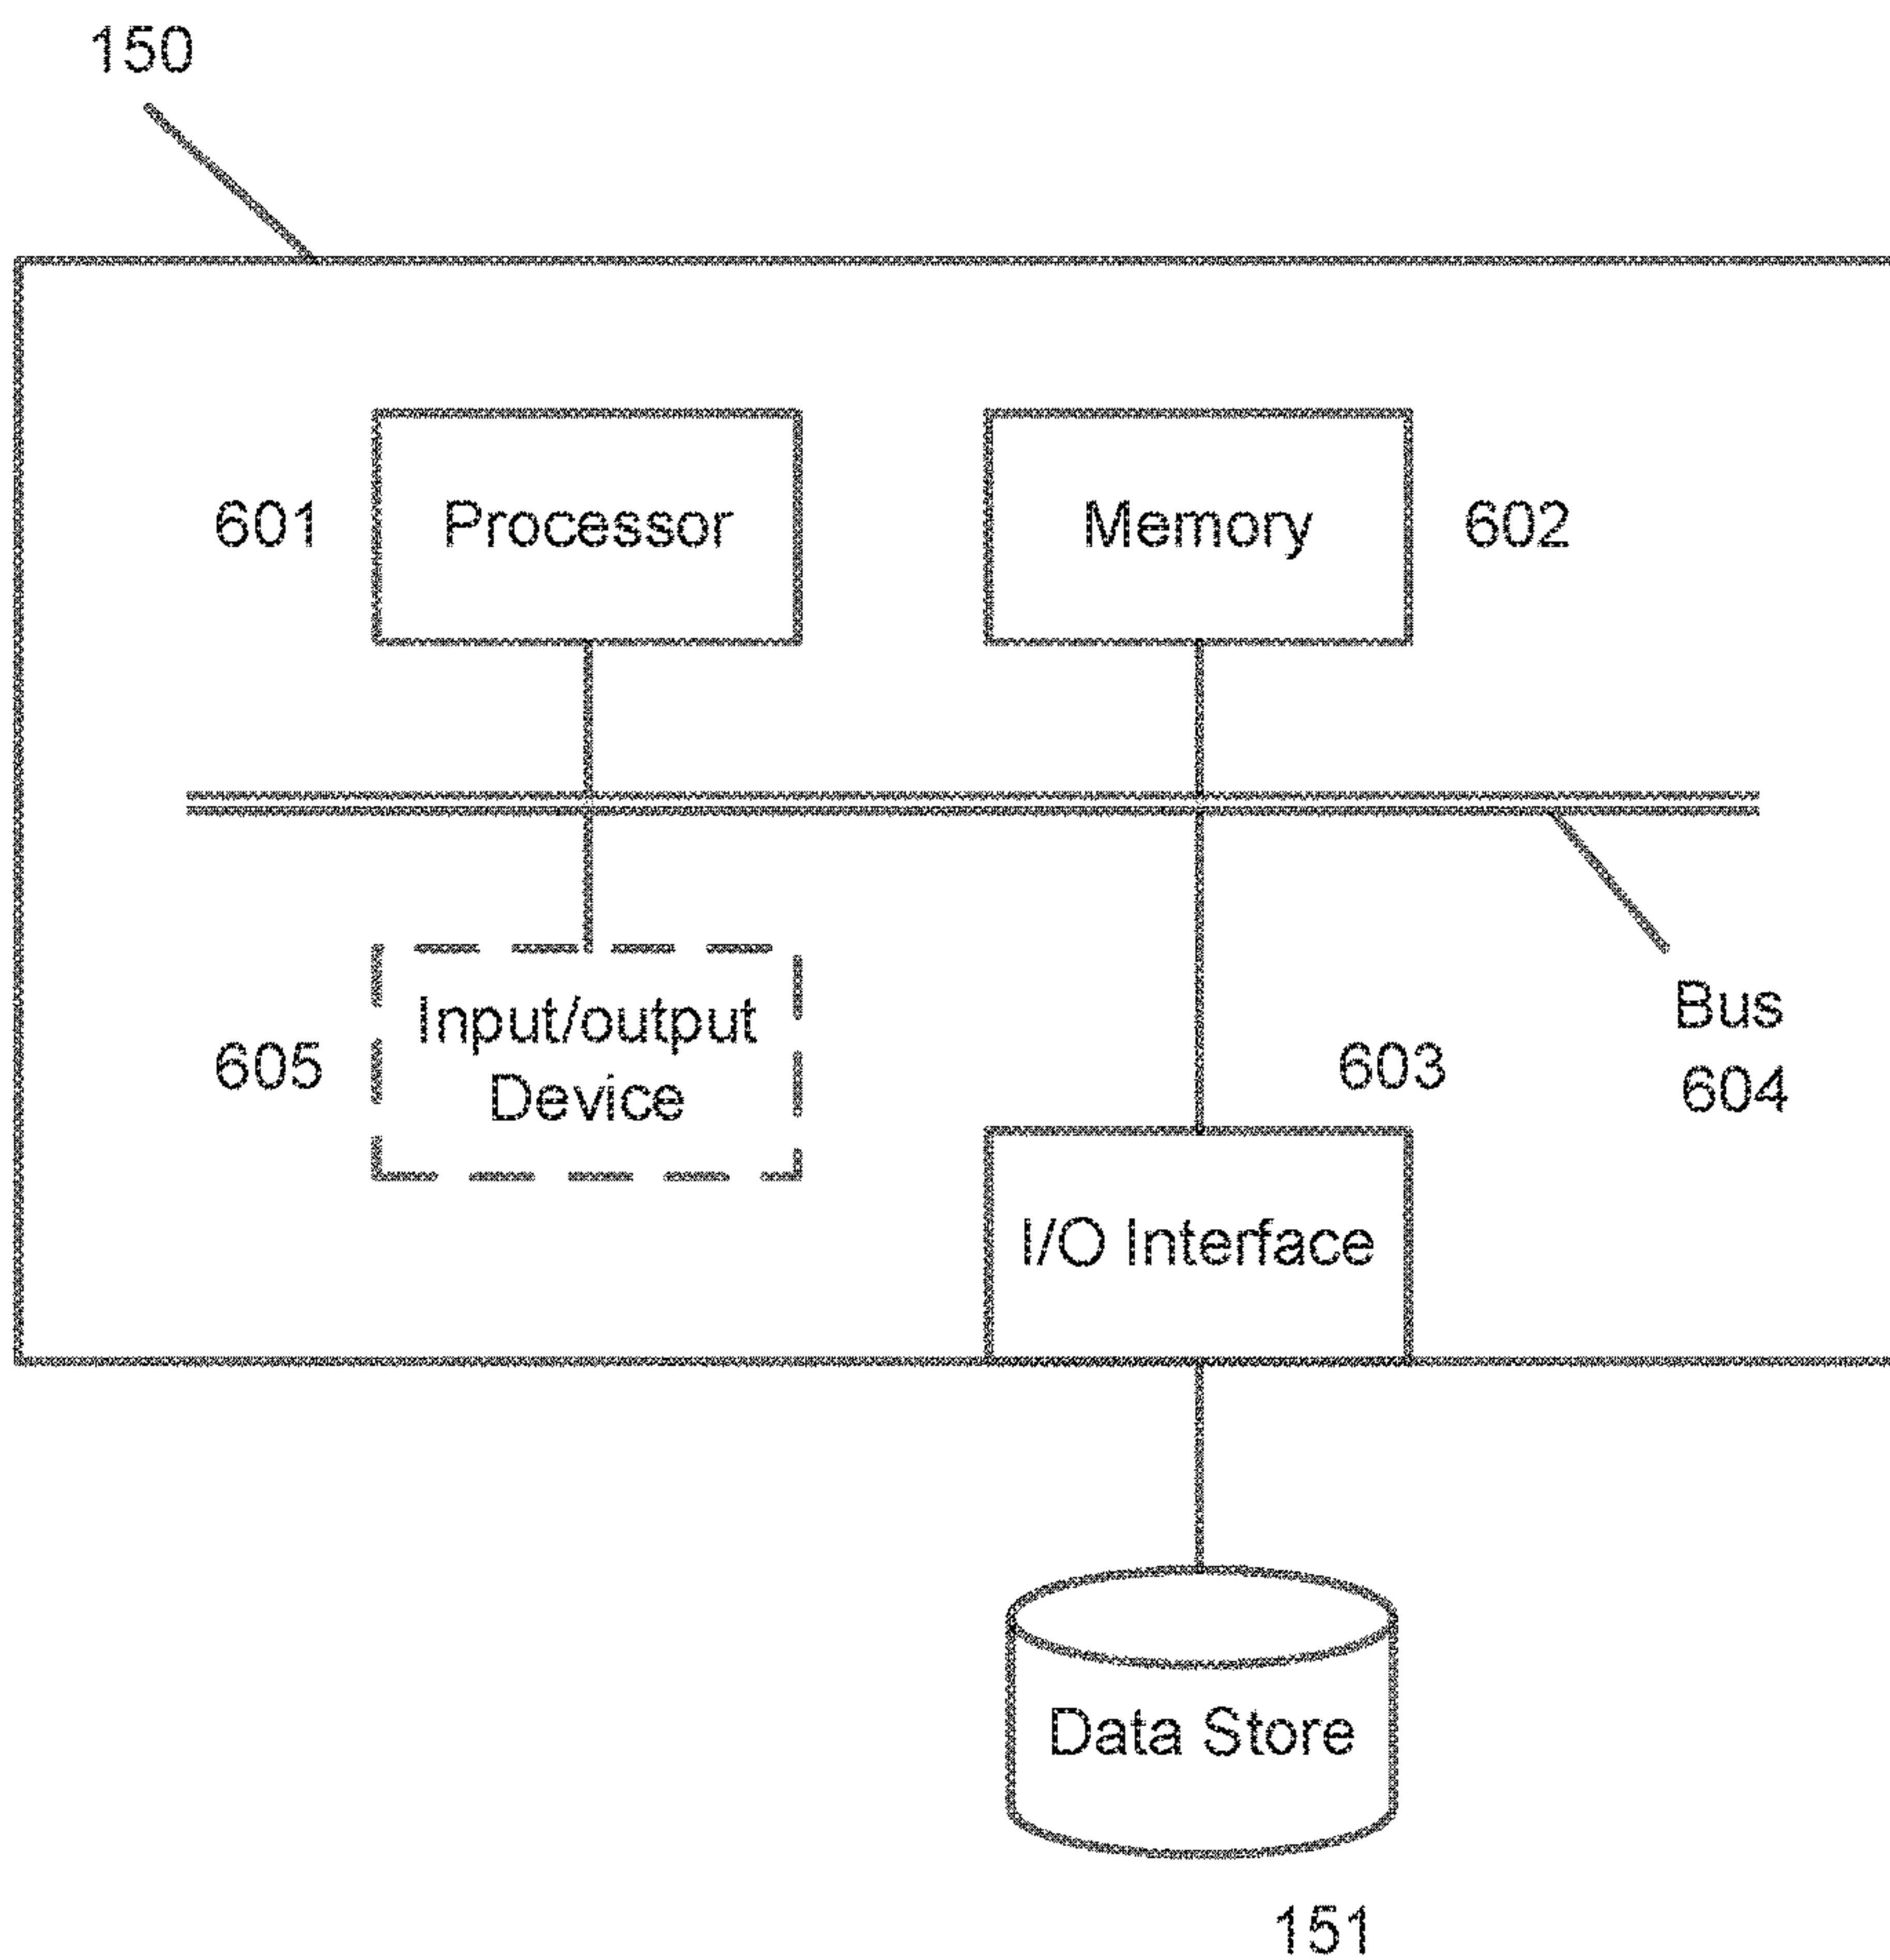 150
601
Processor
Memory
602
Input/output
Device
605
603
Bus
604
I/O Interface
Data Store
151